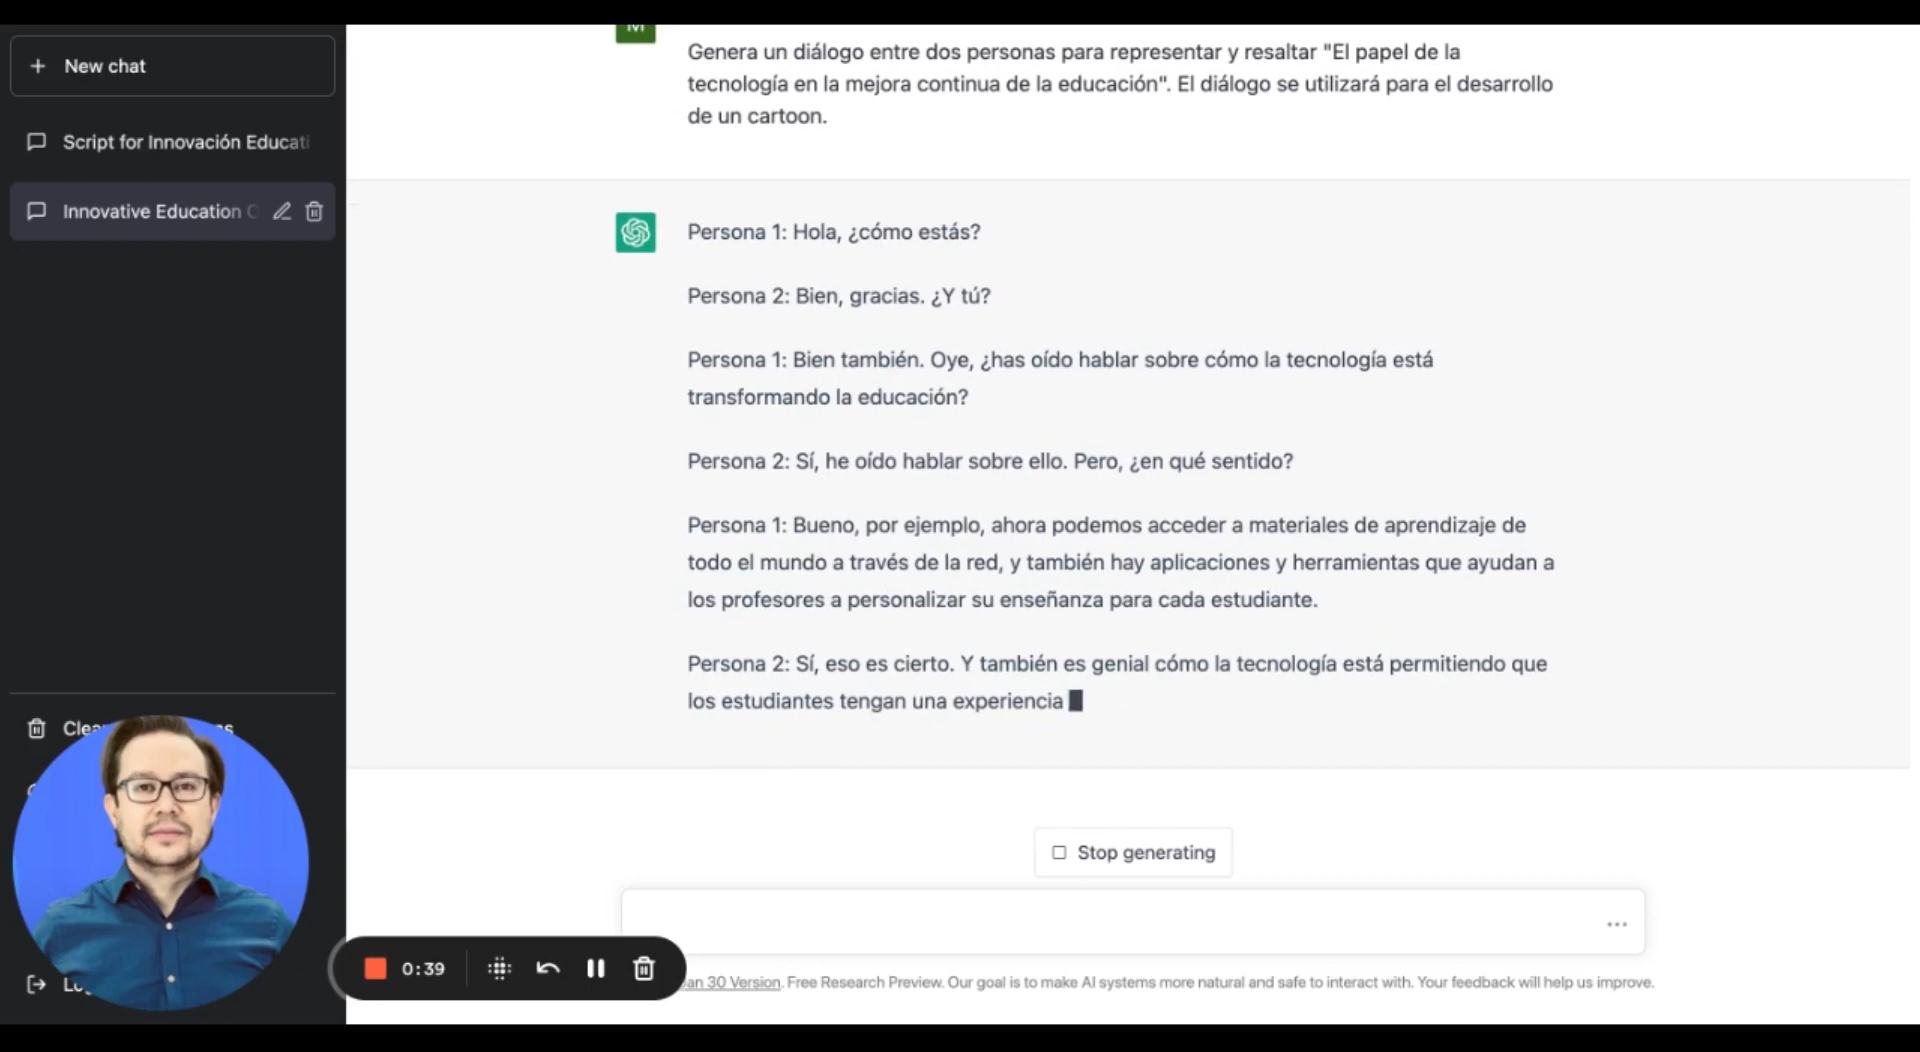 New chat
Script for Innovación Educati
Innovative Education
M
Genera un diálogo entre dos personas para representar y resaltar "El papel de la
tecnología en la mejora continua de la educación". El diálogo se utilizará para el desarrollo
de un cartoon.
Persona 1: Hola, ¿cómo estás?
Persona 2: Bien, gracias. ¿Y tú?
Persona 1: Bien también. Oye, ¿has oído hablar sobre cómo la tecnología está
transformando la educación?
Persona 2: Sí, he oído hablar sobre ello. Pero, ¿en qué sentido?
Persona 1: Bueno, por ejemplo, ahora podemos acceder a materiales de aprendizaje de
todo el mundo a través de la red, y también hay aplicaciones y herramientas que ayudan a
los profesores a personalizar su enseñanza para cada estudiante.
Persona 2: Sí, eso es cierto. Y también es genial cómo la tecnología está permitiendo que
los estudiantes tengan una experiencia
Stop generating
0:39
an 30 Version. Free Research Preview. Our goal is to make AI systems more natural and safe to interact with. Your feedback will help us improve.